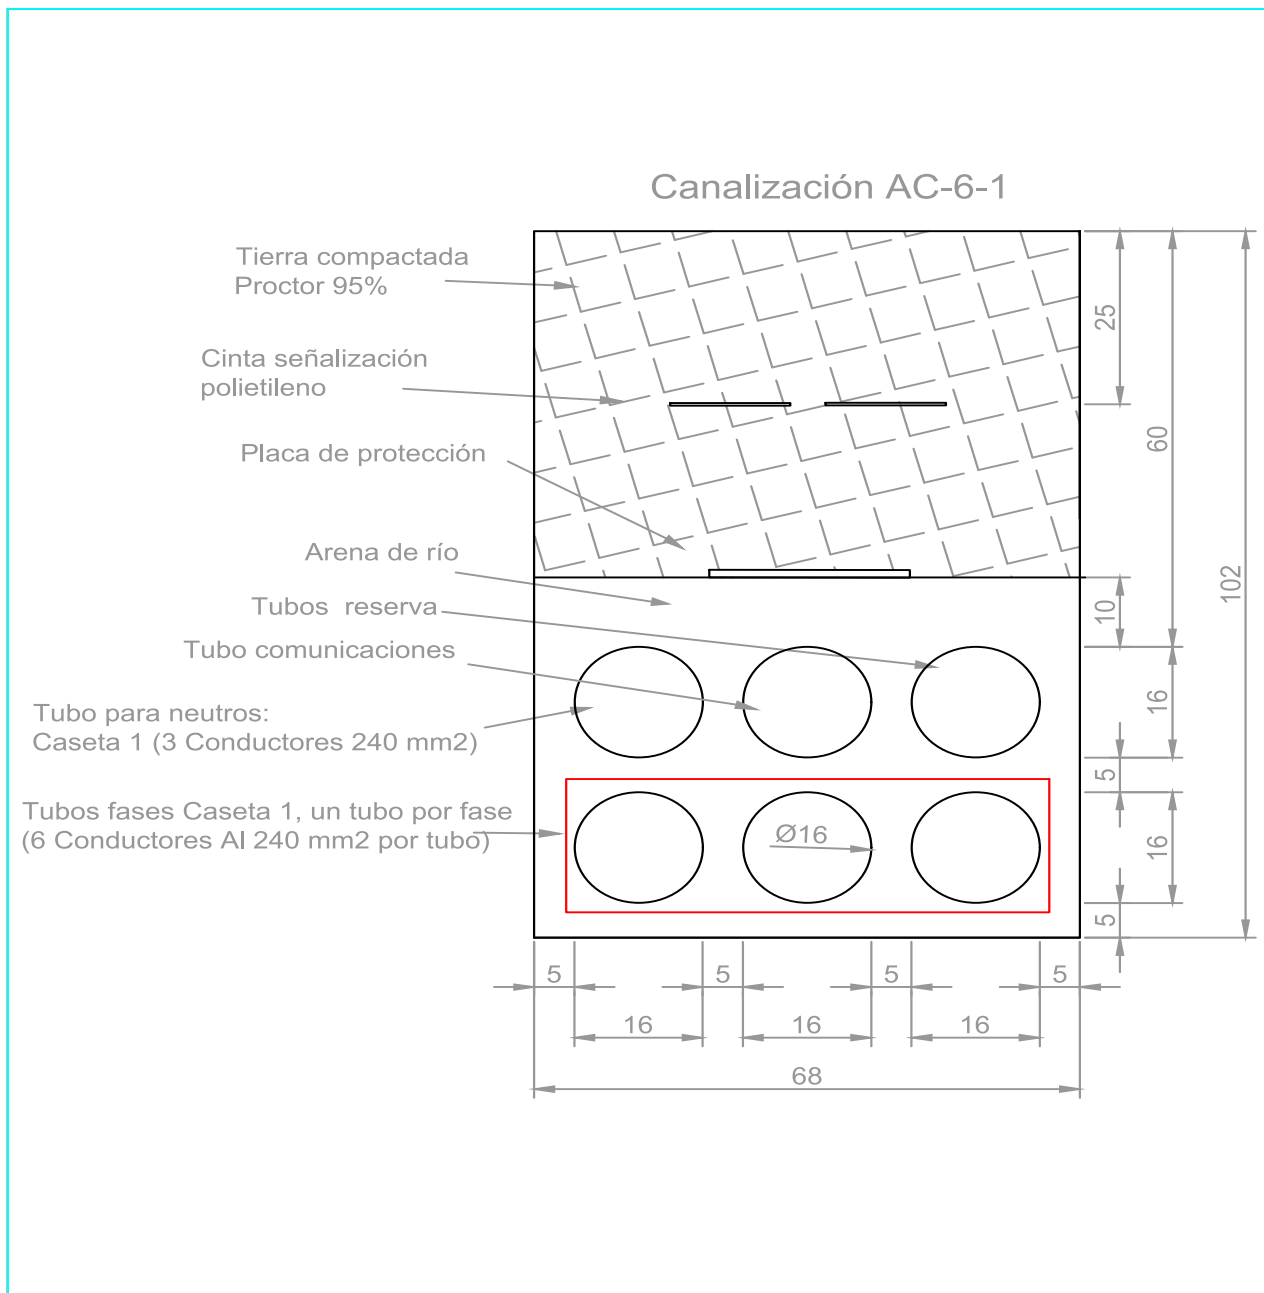 Canalización AC-6-1
Tierra compactada
Proctor 95%
Cinta señalización
polietileno
Placa de protección
Arena de río
Tubos reserva
Tubo comunicaciones
Tubo para neutros:
Caseta 1 (3 Conductores 240 mm2)
Tubos fases Caseta 1, un tubo por fase
(6 Conductores Al 240 mm2 por tubo)
Ø16
25
60
102
10
16
5
16
5
5
5
5
5
16
16
16
68